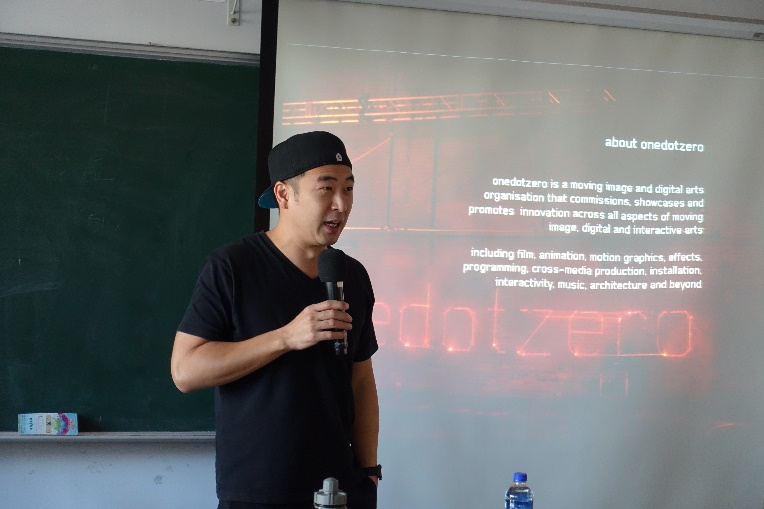 about onedotzero
onedotzero is a moving image and digital arts
organisation that commissions, showcases and
promotes innovation across all aspects of moving
image, digital and interactive arts
including film, animation, motion graphics, effects,
programming, cross-media production, installation,
interactivity, music, architecture and beyond
edotzero